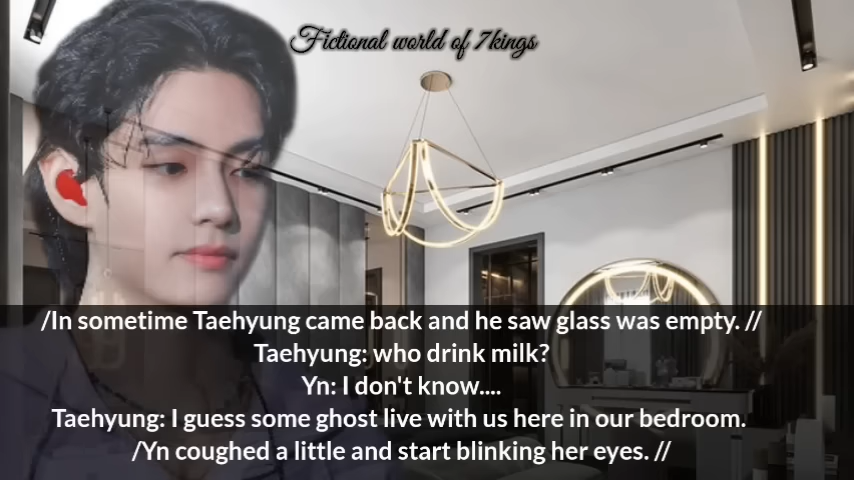 Fictional world of 7kings
/In sometime Taehyung came back and he saw glass was empty. //
Taehyung: who drink milk?
Yn: I don't know....
Taehyung: I guess some ghost live with us here in our bedroom.
/Yn coughed a little and start blinking her eyes. //